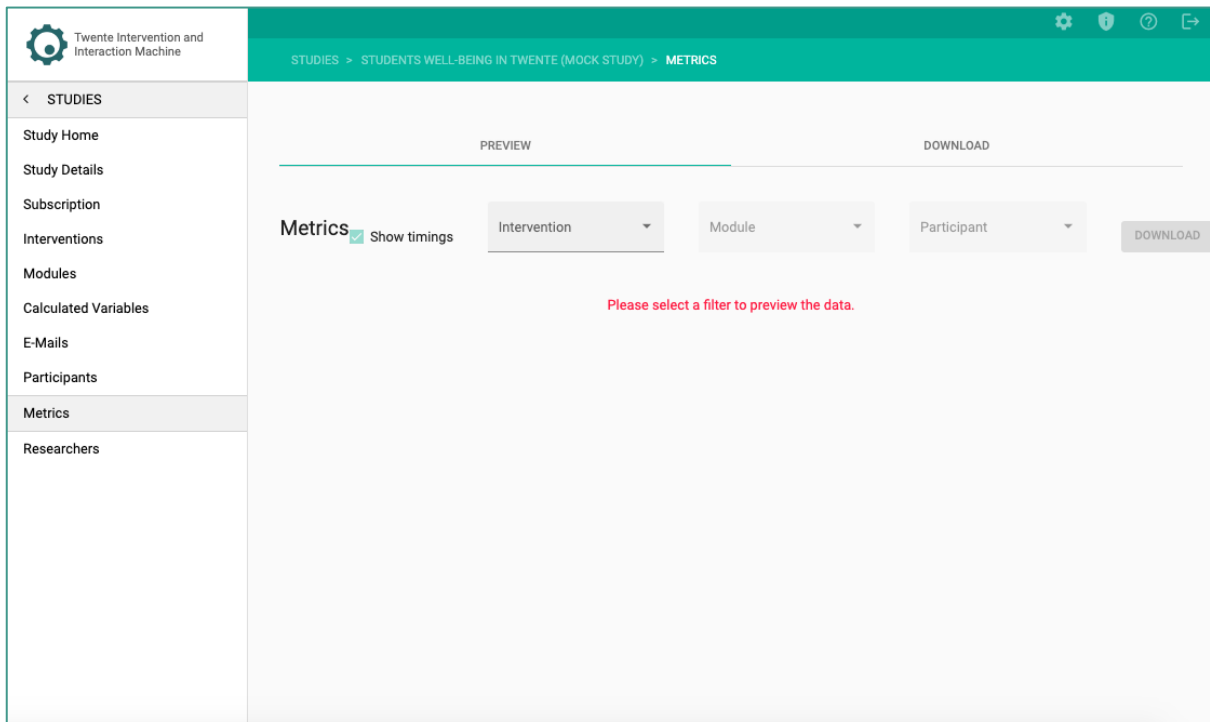 Twente Intervention and
Interaction Machine
STUDIES > STUDENTS WELL-BEING IN TWENTE (MOCK STUDY) > METRICS
< STUDIES
Study Home
Study Details
Subscription
Interventions
Modules
Calculated Variables
E-Mails
Participants
Metrics
Researchers
PREVIEW
DOWNLOAD
Metrics
Show timings
Intervention
Module
Participant
DOWNLOAD
Please select a filter to preview the data.